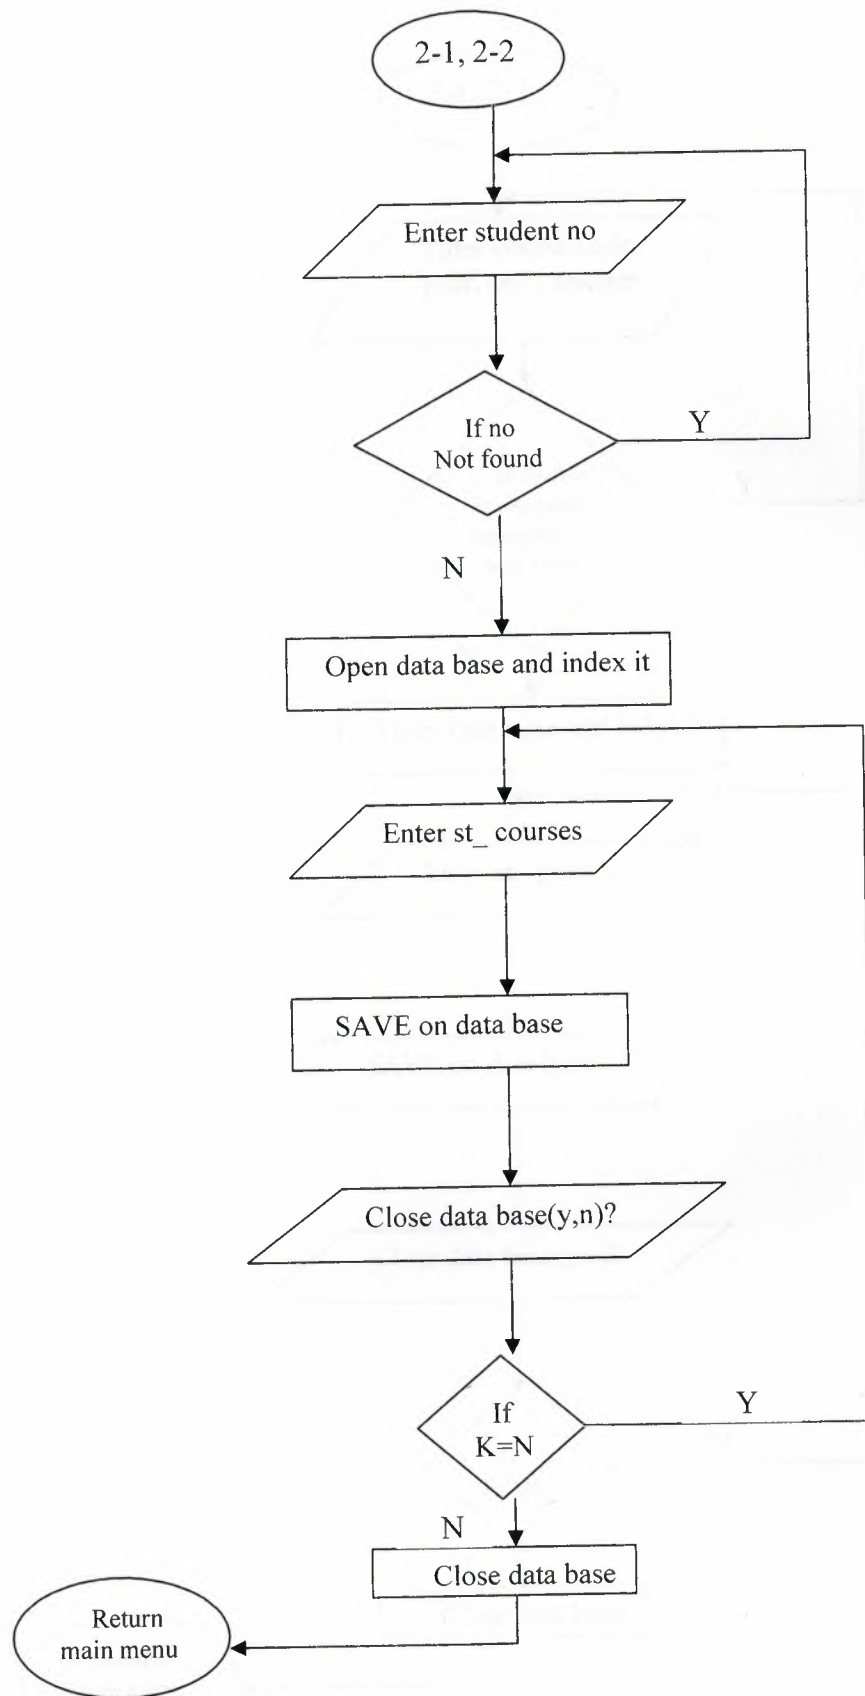 2-1, 2-2
Enter student no
If no
Not found
Y
N
Open data base and index it
Enter st_ courses
SAVE on data base
Close data base(y,n)?
If
K=N
Y
N
Close data base
Return
main menu